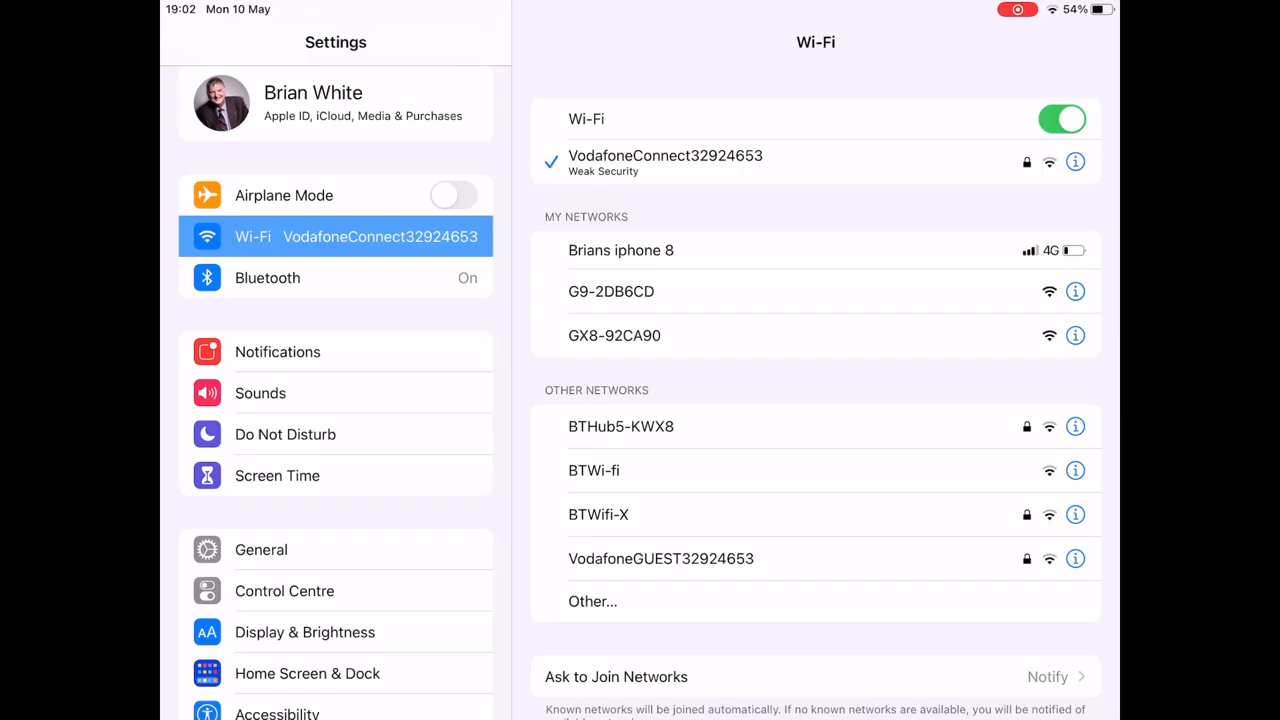 19:02 Mon 10 May
54%
Settings
Wi-Fi
Brian White
Apple ID, iCloud, Media & Purchases
Airplane Mode
Wi-Fi VodafoneConnect32924653
Bluetooth On
Notifications
Sounds
Do Not Disturb
Screen Time
General
Control Centre
AA Display & Brightness
Home Screen & Dock
Accessibility
Wi-Fi
VodafoneConnect32924653
Weak Security
MY NETWORKS
Brians iphone 8 4G
G9-2DB6CD
GX8-92CA90
OTHER NETWORKS
BTHub5-KWX8
BTWi-fi
BTWifi-X
VodafoneGUEST32924653
Other...
Ask to Join Networks Notify
Known networks will be joined automatically. If no known networks are available, you will be notified of